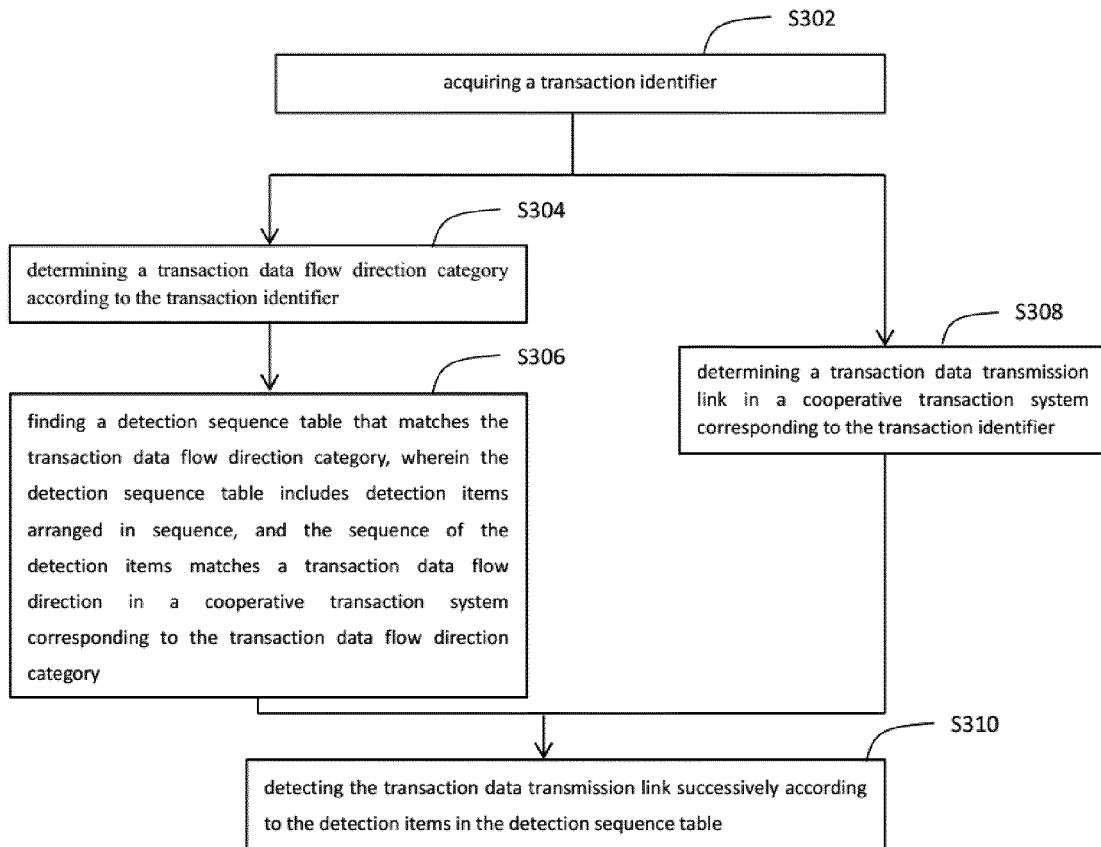 S302
acquiring a transaction identifier
S304
determining a transaction data flow direction category
according to the transaction identifier
S308
determining a transaction data transmission
link in a cooperative transaction system
corresponding to the transaction identifier
S306
finding a detection sequence table that matches the
transaction data flow direction category, wherein the
detection sequence table includes detection items
arranged in sequence, and the sequence of the
detection items matches a transaction data flow
direction in a cooperative transaction system
corresponding to the transaction data flow direction
category
S310
detecting the transaction data transmission link successively according
to the detection items in the detection sequence table